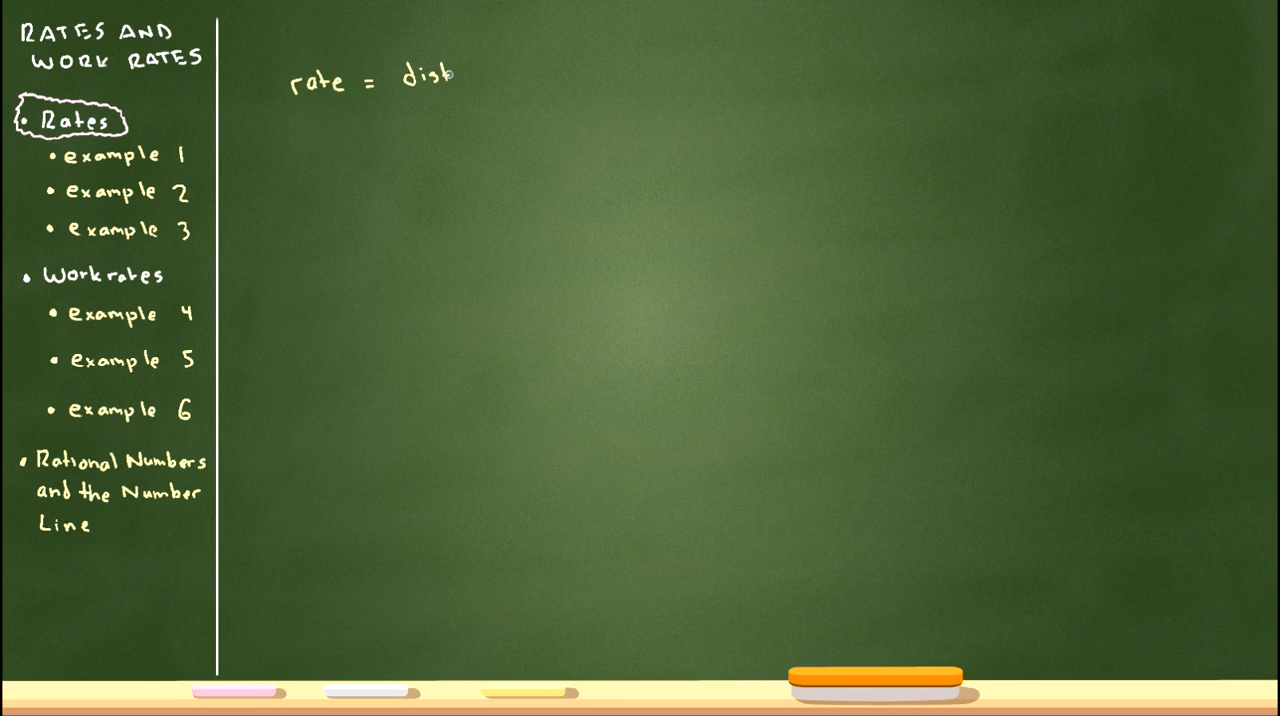 RATES AND
WORK RATES
• Rates
• example 1
• example 2
• example 3
• Work rates
• example 4
• example 5
• example 6
• Rational Numbers
and the Number
Line
rate = dist